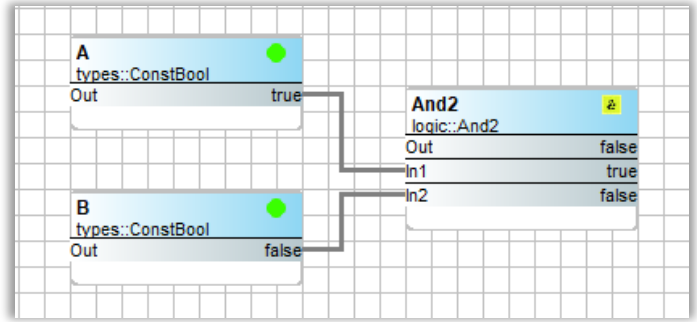 A
types::ConstBool
Out true
And2
logic::And2
Out false
In1 true
In2 false
B
types::ConstBool
Out false